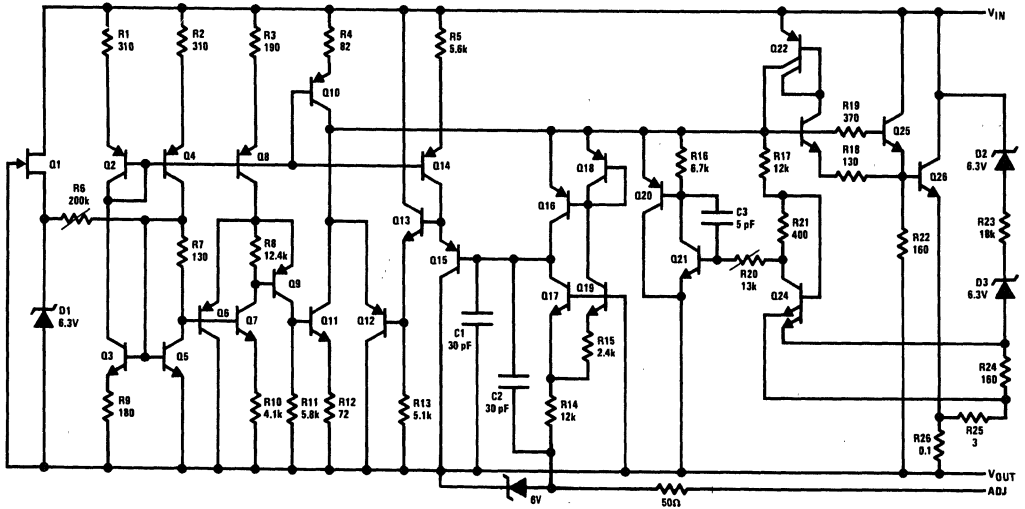 V_IN
R1
310
R2
310
R3
190
R4
82
R5
5.6k
Q22
Q10
R19
370
Q25
R18
130
Q1
Q2
Q4
Q8
Q14
Q18
R16
6.7k
R17
12k
Q26
D2
6.3V
R6
200k
Q13
Q16
Q20
C3
5 pF
R21
400
R22
160
R23
18k
R7
130
R8
12.4k
Q9
Q15
Q21
R20
13k
D1
6.3V
Q6
Q7
Q11
Q12
Q17
Q19
Q24
D3
6.3V
C1
30 pF
R15
2.4k
Q3
Q5
R24
160
R9
180
R10
4.1k
R11
5.8k
R12
72
R13
5.1k
C2
30 pF
R14
12k
R26
0.1
R25
3
V_OUT
ADJ
6V
50Ω